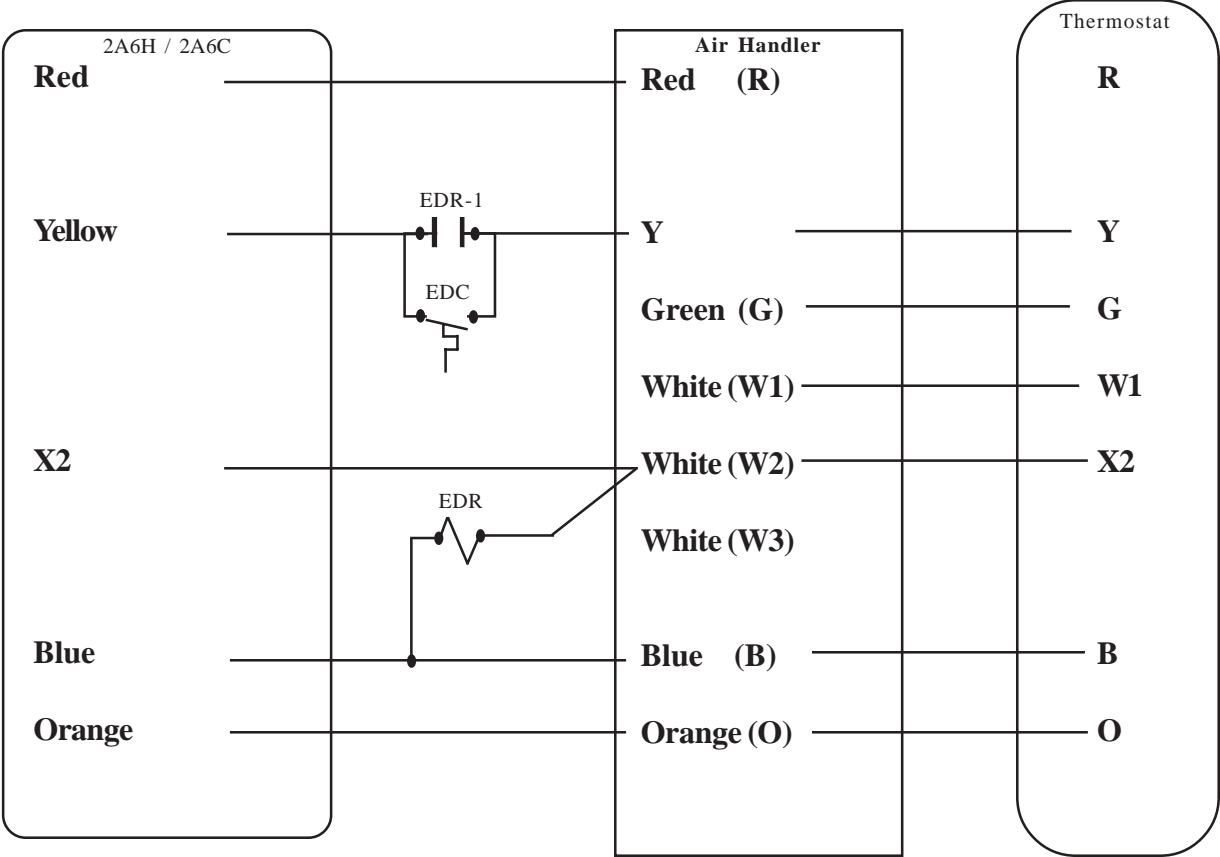 2A6H / 2A6C
Air Handler
Thermostat
Red
Red (R)
R
EDR-1
Yellow
Y
Y
EDC
Green (G)
G
White (W1)
W1
X2
White (W2)
X2
EDR
White (W3)
Blue
Blue (B)
B
Orange
Orange (O)
O